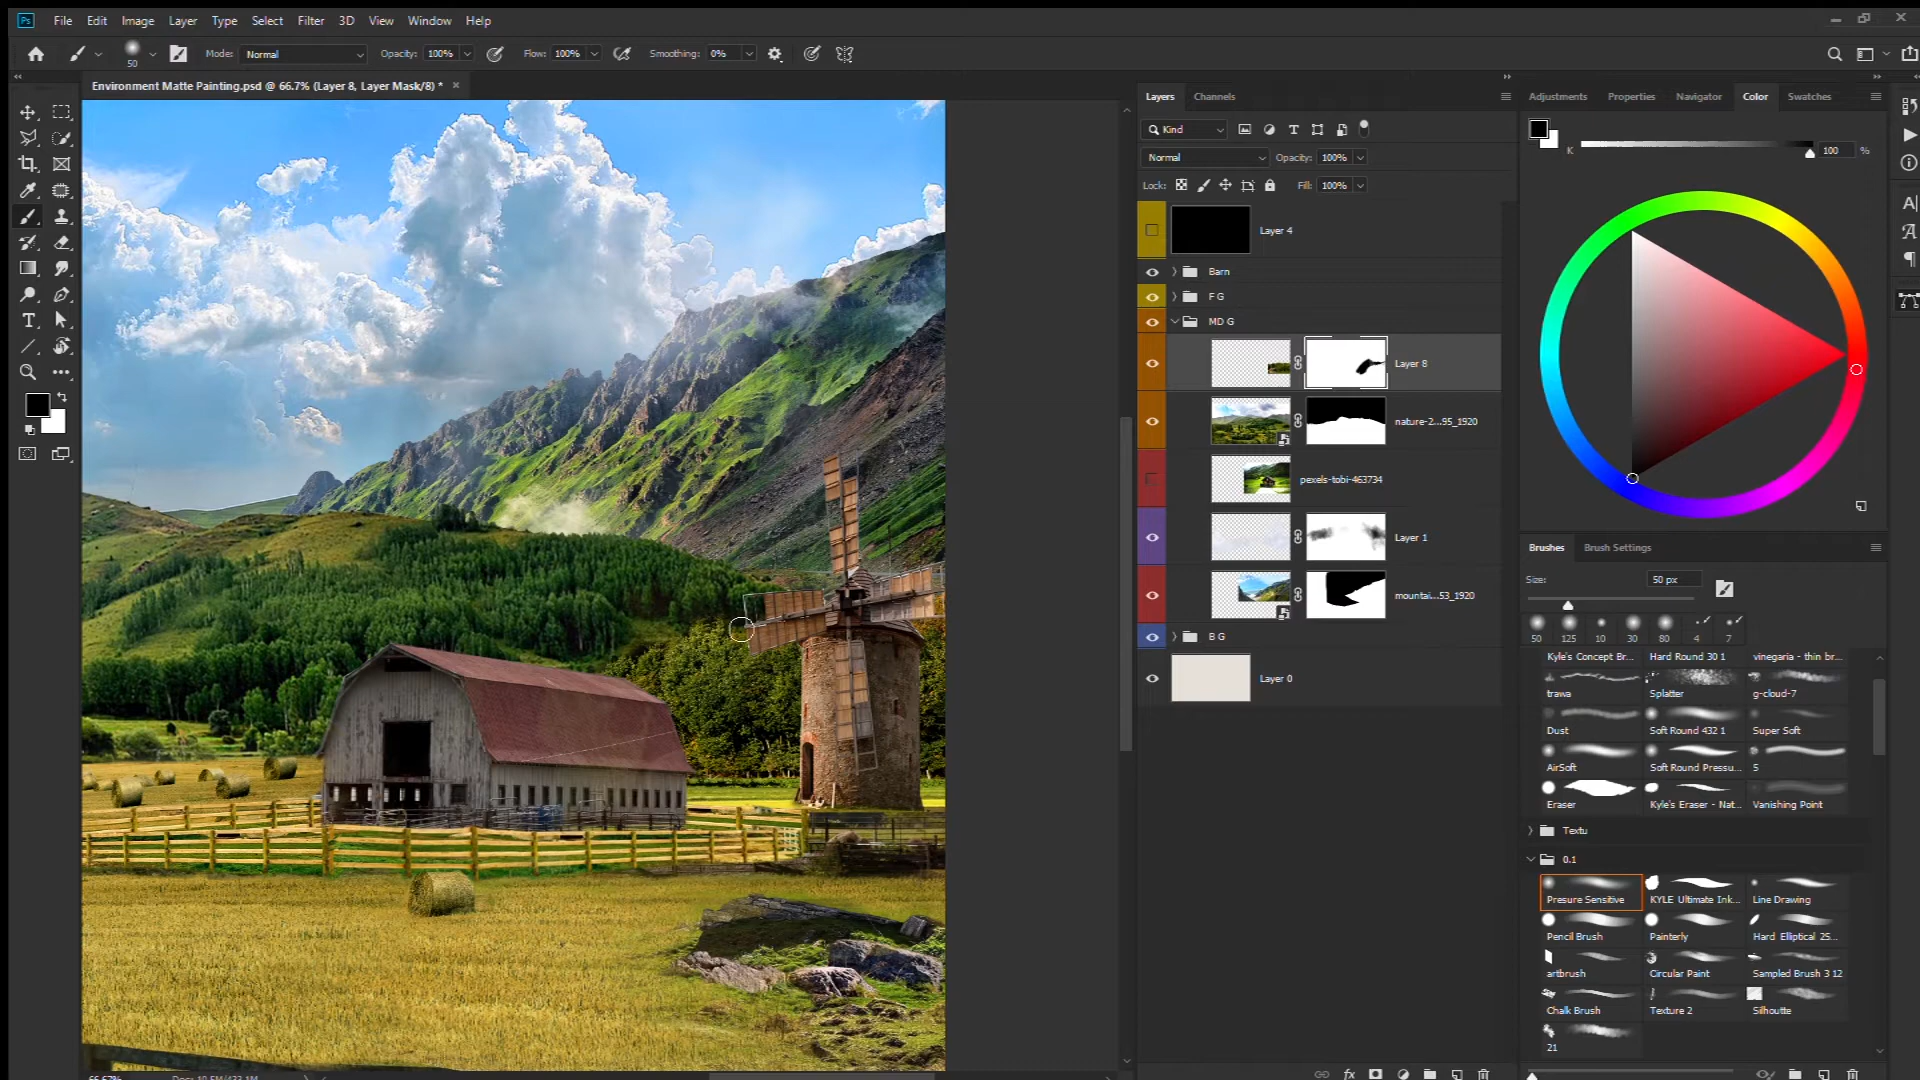 Ps File Edit Image Layer Type Select Filter 3D View Window Help
50 Mode: Normal Opacity: 100% Flow: 100% Smoothing: 0%
Environment Matte Painting.psd @ 66.7% (Layer 8, Layer Mask/8) *
Layers Channels
Kind
Normal Opacity: 100%
Lock: Fill: 100%
Layer 4
Barn
F G
MD G
Layer 8
nature-2...95_1920
pexels-tobi-463734
Layer 1
mountai...53_1920
B G
Layer 0
fx
Adjustments Properties Navigator Color Swatches
K 100 %
Brushes Brush Settings
Size: 50 px
50 125 10 30 80 4 7
Kyle's Concept Br... Hard Round 30 1 vinegaria - thin br...
trawa Splatter g-cloud-7
Dust Soft Round 432 1 Super Soft
AirSoft Soft Round Pressu... 5
Eraser Kyle's Eraser - Nat... Vanishing Point
Textu
0.1
Presure Sensitive KYLE Ultimate Ink... Line Drawing
Pencil Brush Painterly Hard Elliptical 25...
artbrush Circular Paint Sampled Brush 3 12
Chalk Brush Texture 2 Silhoutte
21